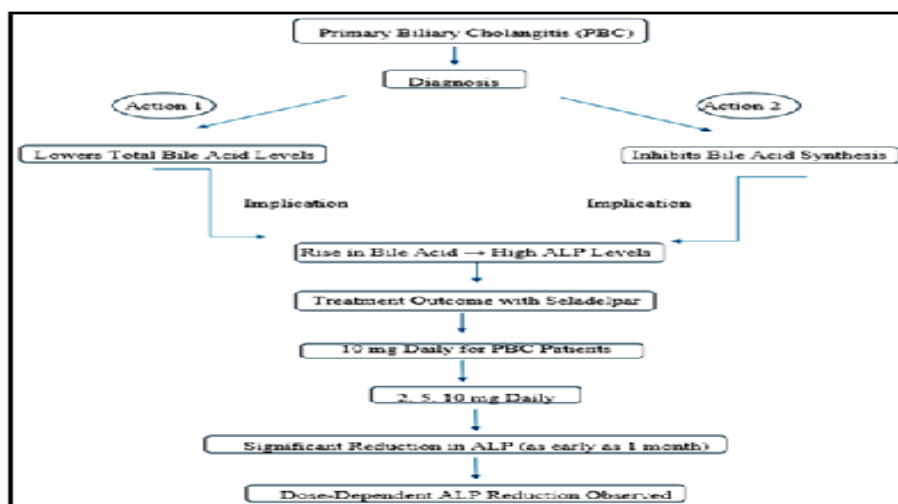 Primary Biliary Cholangitis (PBC)
Diagnosis
Action 1
Action 2
Lowers Total Bile Acid Levels
Inhibits Bile Acid Synthesis
Implication
Implication
Rise in Bile Acid → High ALP Levels
Treatment Outcome with Seladelpar
10 mg Daily for PBC Patients
2, 5, 10 mg Daily
Significant Reduction in ALP (as early as 1 month)
Dose-Dependent ALP Reduction Observed